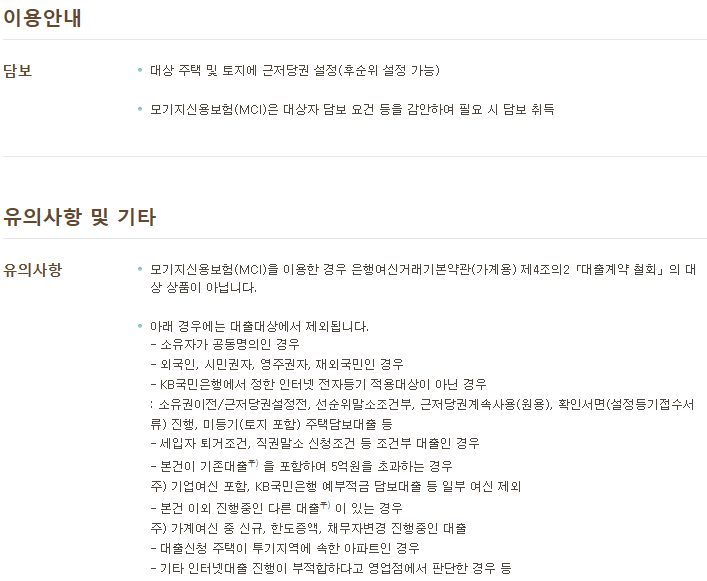 이용안내
담보
대상 주택 및 토지에 근저당권 설정(후순위 설정 가능)
모기지신용보험(MCI)은 대상자 담보 요건 등을 감안하여 필요 시 담보 취득
유의사항 및 기타
유의사항
모기지신용보험(MCI)을 이용한 경우 은행여신거래기본약관(가계용) 제4조의2 「대출계약 철회」의 대
상 상품이 아닙니다.
아래 경우에는 대출대상에서 제외됩니다.
- 소유자가 공동명의인 경우
- 외국인, 시민권자, 영주권자, 재외국민인 경우
- KB국민은행에서 정한 인터넷 전자등기 적용대상이 아닌 경우
: 소유권이전/근저당권설정전, 선순위말소조건부, 근저당권계속사용(원용), 확인서면(설정등기접수서
류) 진행, 미등기(토지 포함) 주택담보대출 등
- 세입자 퇴거조건, 직권말소 신청조건 등 조건부 대출인 경우
- 본건이 기존대출주) 을 포함하여 5억원을 초과하는 경우
주) 기업여신 포함, KB국민은행 예부적금 담보대출 등 일부 여신 제외
- 본건 이외 진행중인 다른 대출주) 이 있는 경우
주) 가계여신 중 신규, 한도증액, 채무자변경 진행중인 대출
- 대출신청 주택이 투기지역에 속한 아파트인 경우
- 기타 인터넷대출 진행이 부적합하다고 영업점에서 판단한 경우 등